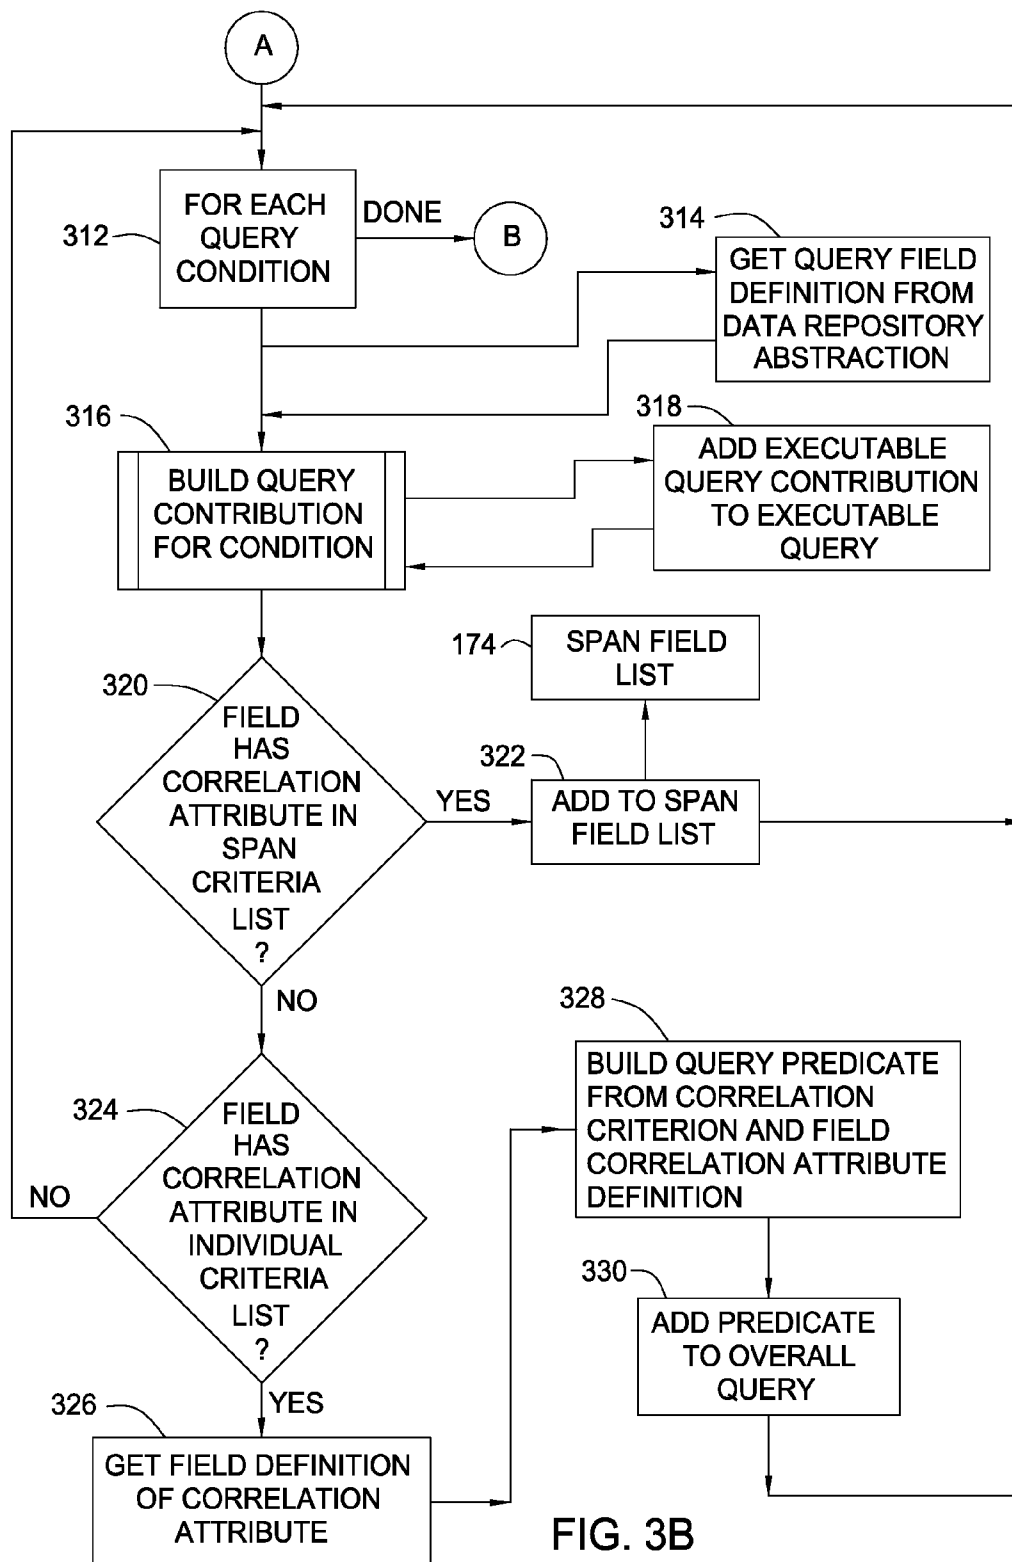 A
312
FOR EACH
QUERY
CONDITION
DONE
B
314
GET QUERY FIELD
DEFINITION FROM
DATA REPOSITORY
ABSTRACTION
316
BUILD QUERY
CONTRIBUTION
FOR CONDITION
318
ADD EXECUTABLE
QUERY CONTRIBUTION
TO EXECUTABLE
QUERY
174
SPAN FIELD
LIST
320
FIELD
HAS
CORRELATION
ATTRIBUTE IN
SPAN
CRITERIA
LIST
?
YES
322
ADD TO SPAN
FIELD LIST
NO
324
FIELD
HAS
CORRELATION
ATTRIBUTE IN
INDIVIDUAL
CRITERIA
LIST
?
NO
YES
326
GET FIELD DEFINITION
OF CORRELATION
ATTRIBUTE
328
BUILD QUERY PREDICATE
FROM CORRELATION
CRITERION AND FIELD
CORRELATION ATTRIBUTE
DEFINITION
330
ADD PREDICATE
TO OVERALL
QUERY
FIG. 3B